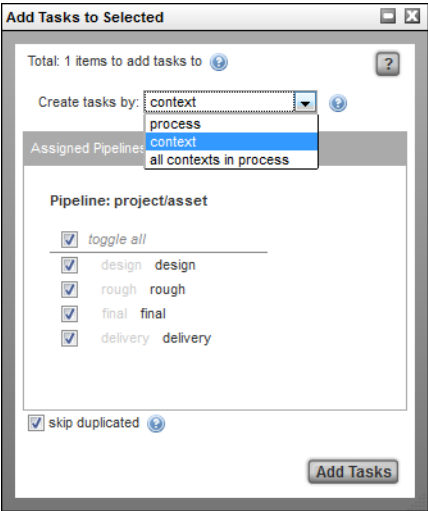 Add Tasks to Selected
Total: 1 items to add tasks to ?
?
Create tasks by: context ?
process
context
all contexts in process
Assigned Pipelines
Pipeline: project/asset
toggle all
design design
rough rough
final final
delivery delivery
skip duplicated ?
Add Tasks